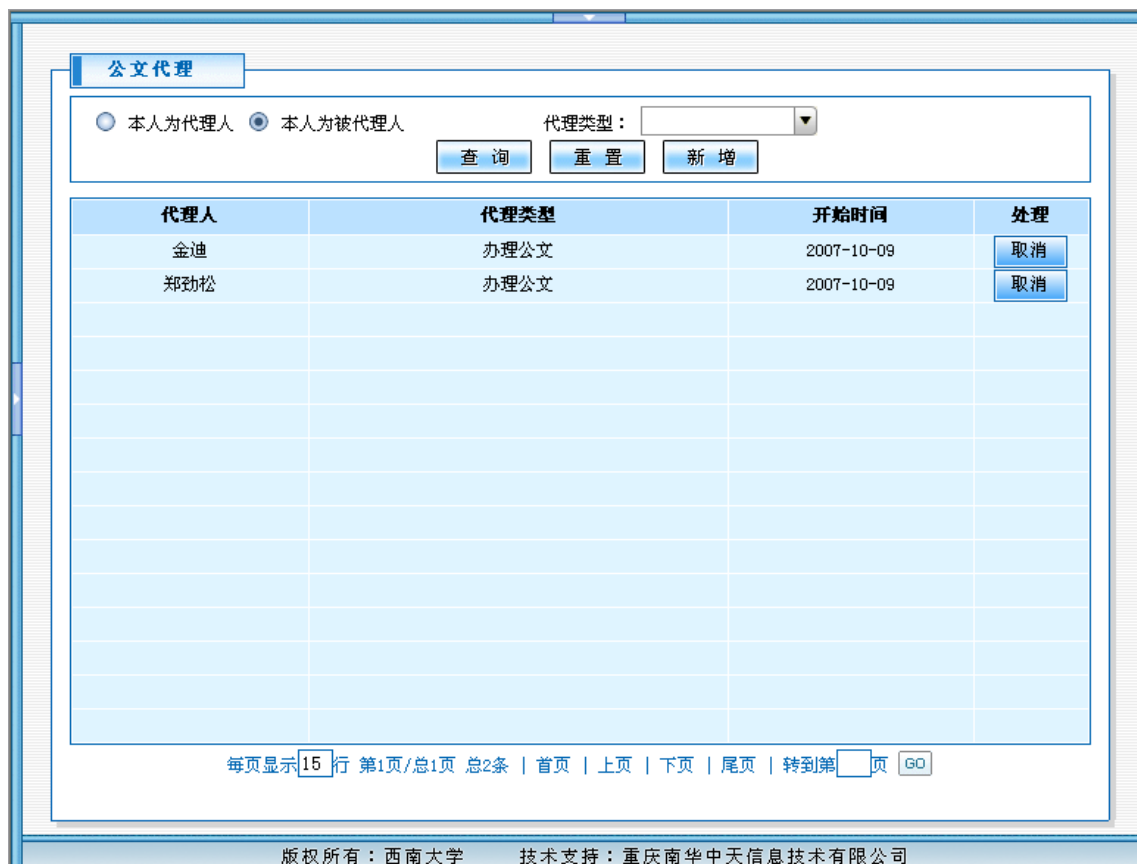 公文代理
本人为代理人 本人为被代理人 代理类型：
查 询 重 置 新 增
代理人 代理类型 开始时间 处理
金迪 办理公文 2007-10-09 取消
郑劲松 办理公文 2007-10-09 取消
每页显示15行 第1页/总1页 总2条 | 首页 | 上页 | 下页 | 尾页 | 转到第 页 GO
版权所有：西南大学 技术支持：重庆南华中天信息技术有限公司